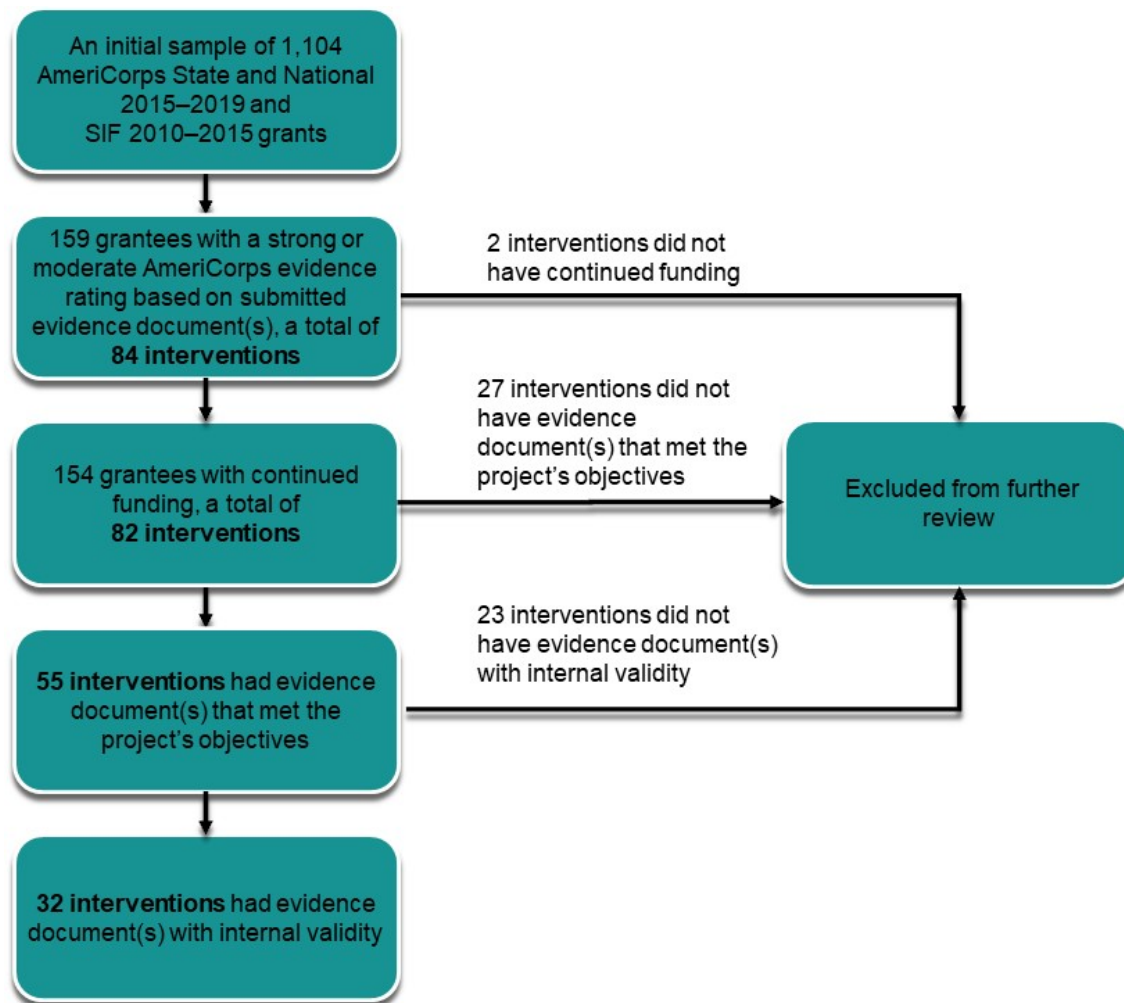 An initial sample of 1,104
AmeriCorps State and National
2015–2019 and
SIF 2010–2015 grants
159 grantees with a strong or
moderate AmeriCorps evidence
rating based on submitted
evidence document(s), a total of
84 interventions
2 interventions did not
have continued funding
154 grantees with continued
funding, a total of
82 interventions
27 interventions did not
have evidence
document(s) that met the
project’s objectives
Excluded from further
review
55 interventions had evidence
document(s) that met the
project’s objectives
23 interventions did not
have evidence document(s)
with internal validity
32 interventions had evidence
document(s) with internal validity